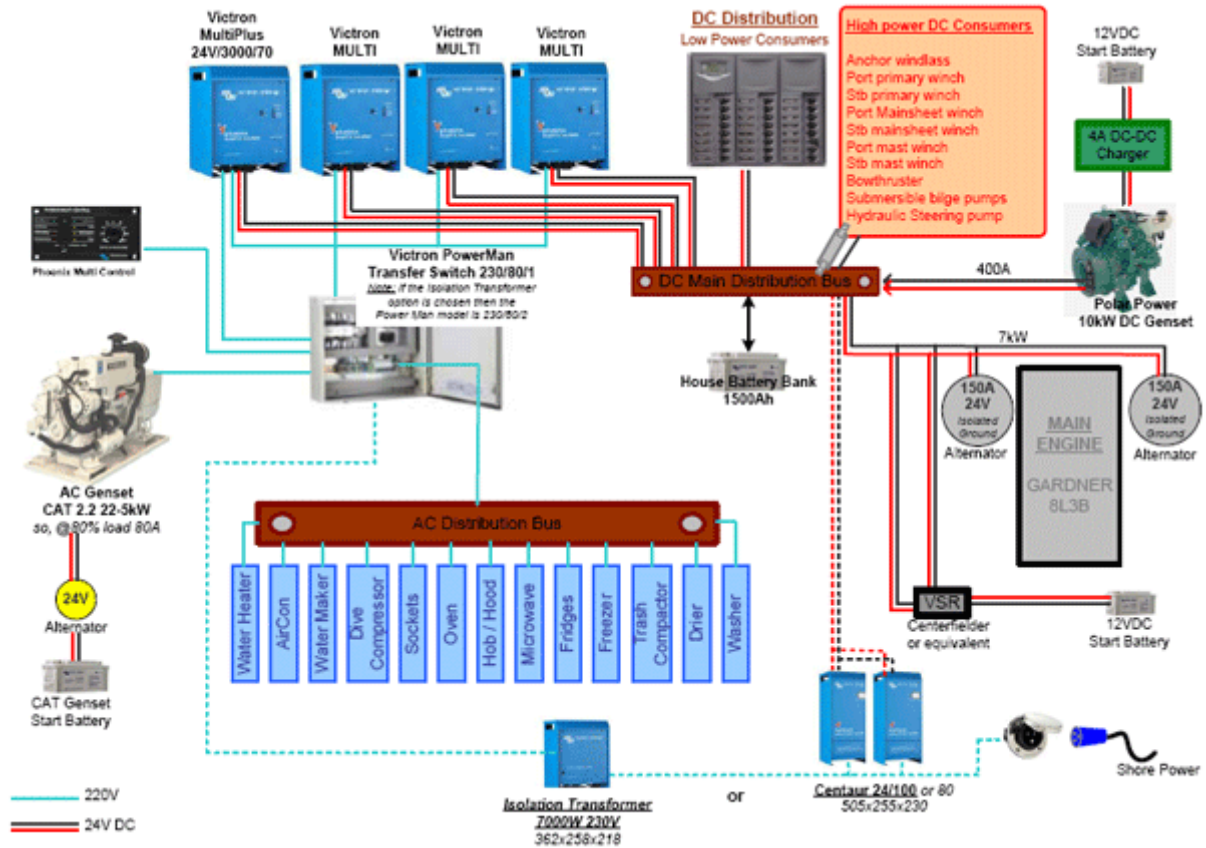 Victron
MultiPlus
24V/3000/70
Victron
MULTI
Victron
MULTI
Victron
MULTI
DC Distribution
Low Power Consumers
High power DC Consumers
Anchor windlass
Port primary winch
Stb primary winch
Port Mainsheet winch
Stb mainsheet winch
Port mast winch
Stb mast winch
Bowthruster
Submersible bilge pumps
Hydraulic Steering pump
12VDC
Start Battery
4A DC-DC
Charger
Phoenix Multi Control
Victron PowerMan
Transfer Switch 230/80/1
Note: if the Isolation Transformer
option is chosen then the
Power Man model is 230/80/2
DC Main Distribution Bus
400A
Polar Power
10kW DC Genset
7kW
House Battery Bank
1500Ah
150A
24V
Isolated
Ground
Alternator
MAIN
ENGINE
GARDNER
8L3B
150A
24V
Isolated
Ground
Alternator
AC Genset
CAT 2.2 22-5kW
so, @80% load 80A
24V
Alternator
CAT Genset
Start Battery
AC Distribution Bus
Water Heater
AirCon
Water Maker
Dive
Compressor
Sockets
Oven
Hob / Hood
Microwave
Fridges
Freezer
Trash
Compactor
Drier
Washer
VSR
Centerfielder
or equivalent
12VDC
Start Battery
Shore Power
Isolation Transformer
7000W 230V
362x258x218
or
Centaur 24/100 or 80
505x255x230
220V
24V DC